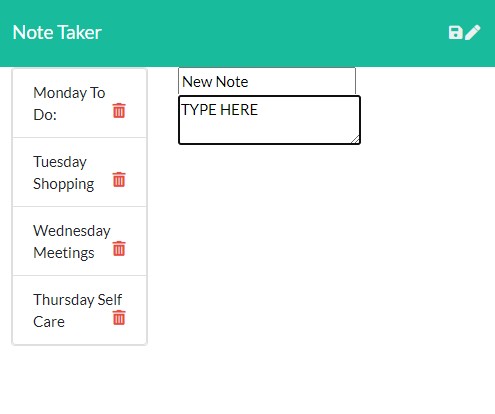 Note Taker
Monday To
Do:
Tuesday
Shopping
Wednesday
Meetings
Thursday Self
Care
New Note
TYPE HERE